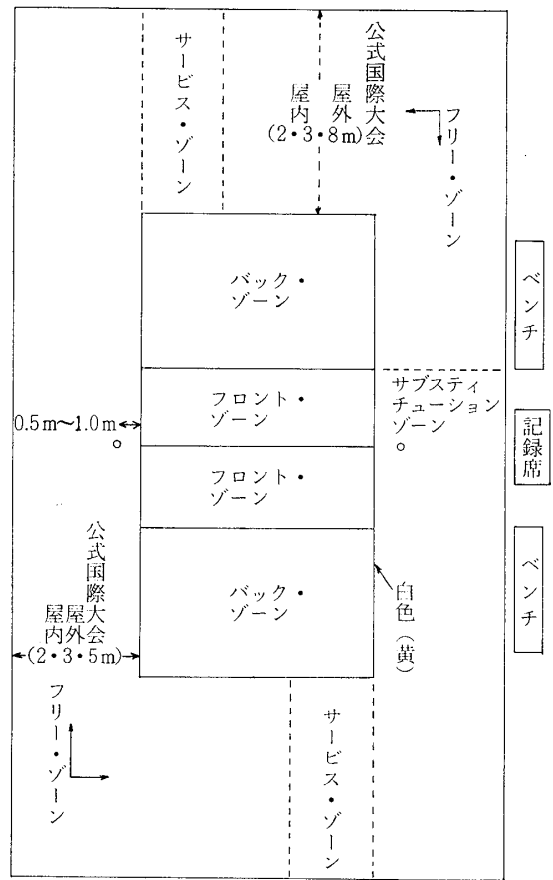 サービス・ゾーン
公式国際大会
屋外
屋内
(2・3・8m)
フリー・ゾーン
バック・
ゾーン
ベンチ
サブスティ
チューション
ゾーン
フロント・
ゾーン
0.5m〜1.0m
記録席
フロント・
ゾーン
公式国際大会
屋外
屋内
(2・3・5m)
バック・
ゾーン
白色(黄)
ベンチ
フリー・ゾーン
サービス・ゾーン